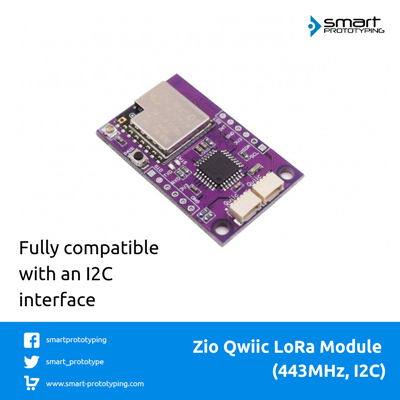 smart
PROTOTYPING
Fully compatible
with an I2C
interface
smartprototyping
smart_prototype
www.smart-prototyping.com
Zio Qwiic LoRa Module
(443MHz, I2C)